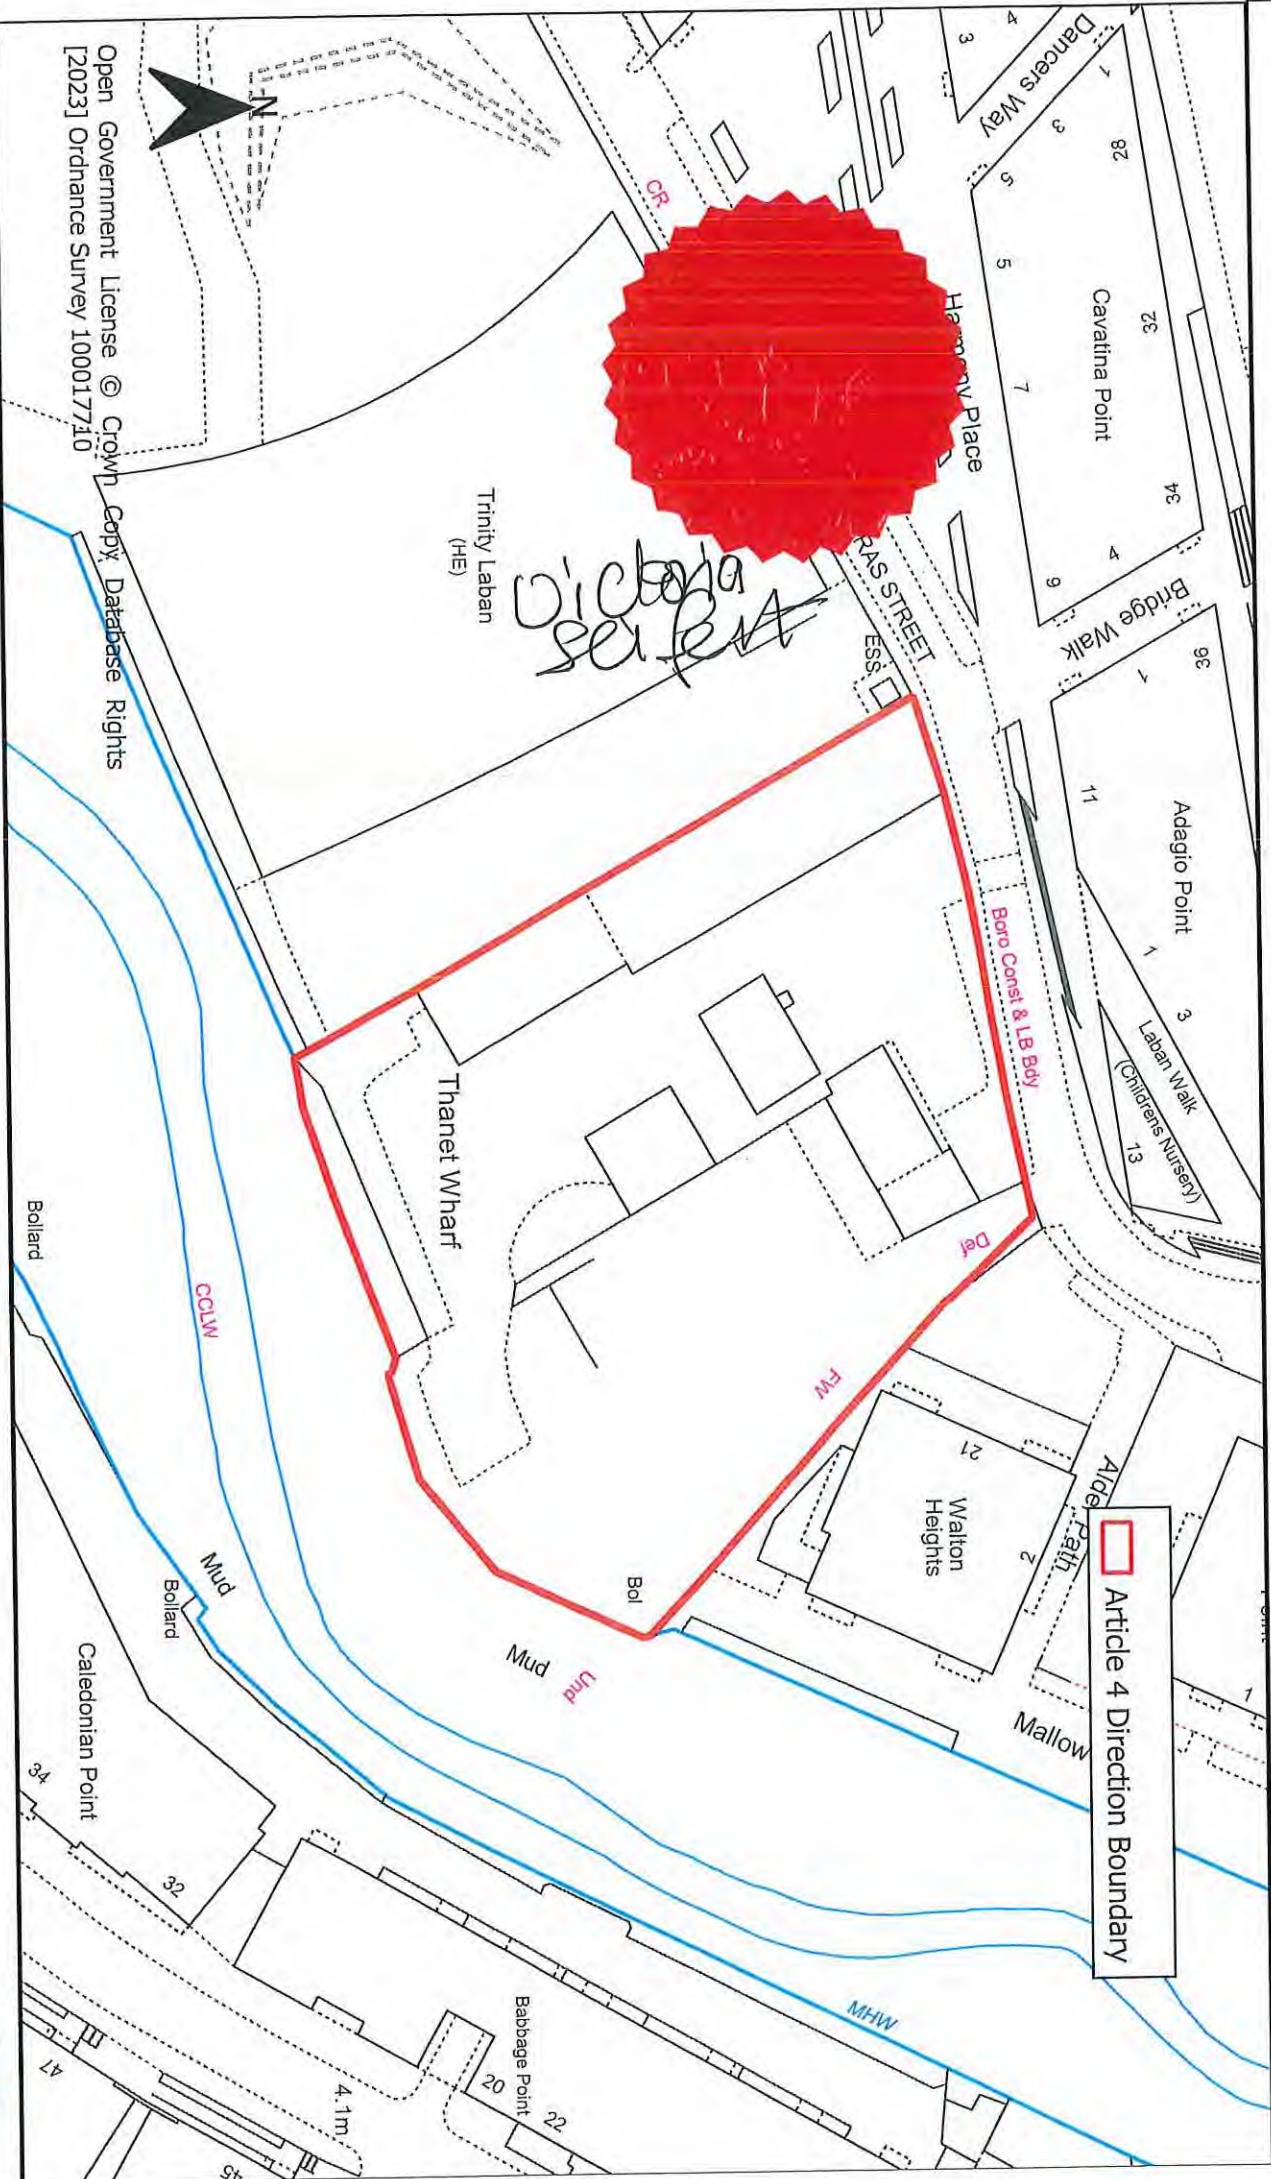 Dancers Way
4
3
1
3
5
28
Cavatina Point
32
34
4
9
5
7
Harmony Place
Bridge Walk
36
1
11
Adagio Point
1
3
Laban Walk
(Childrens Nursery)
13
CR
RAS STREET
ESS
Boro Const & LB Bdy
Trinity Laban
(HE)
Victoria
Seifert
N
Open Government License © Crown Copy, Database Rights
[2023] Ordnance Survey 100017710
Thanet Wharf
Def
FW
21
Walton
Heights
2
Alde Path
Article 4 Direction Boundary
1
Mallow
Bol
Mud
Und
CCLW
Bollard
Mud
Bollard
Caledonian Point
34
32
MHW
Babbage Point
20
22
4.1m
47
45